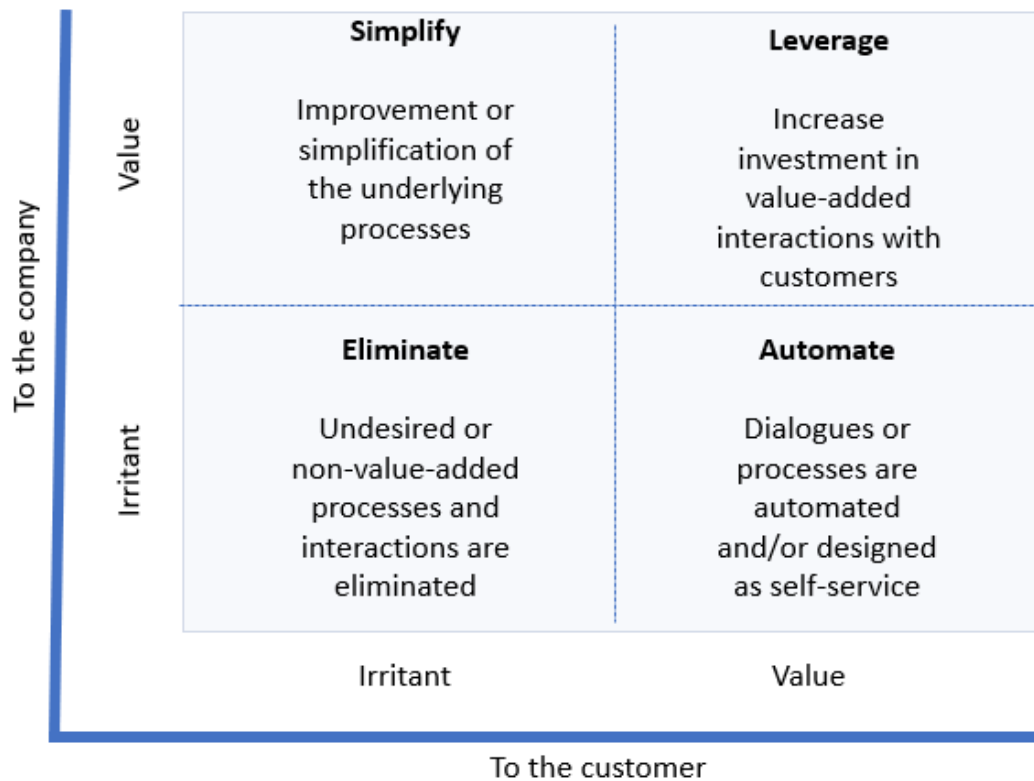 Simplify
Improvement or
simplification of
the underlying
processes
Leverage
Increase
investment in
value-added
interactions with
customers
Eliminate
Undesired or
non-value-added
processes and
interactions are
eliminated
Automate
Dialogues or
processes are
automated
and/or designed
as self-service
To the company
Value
Irritant
Irritant
Value
To the customer